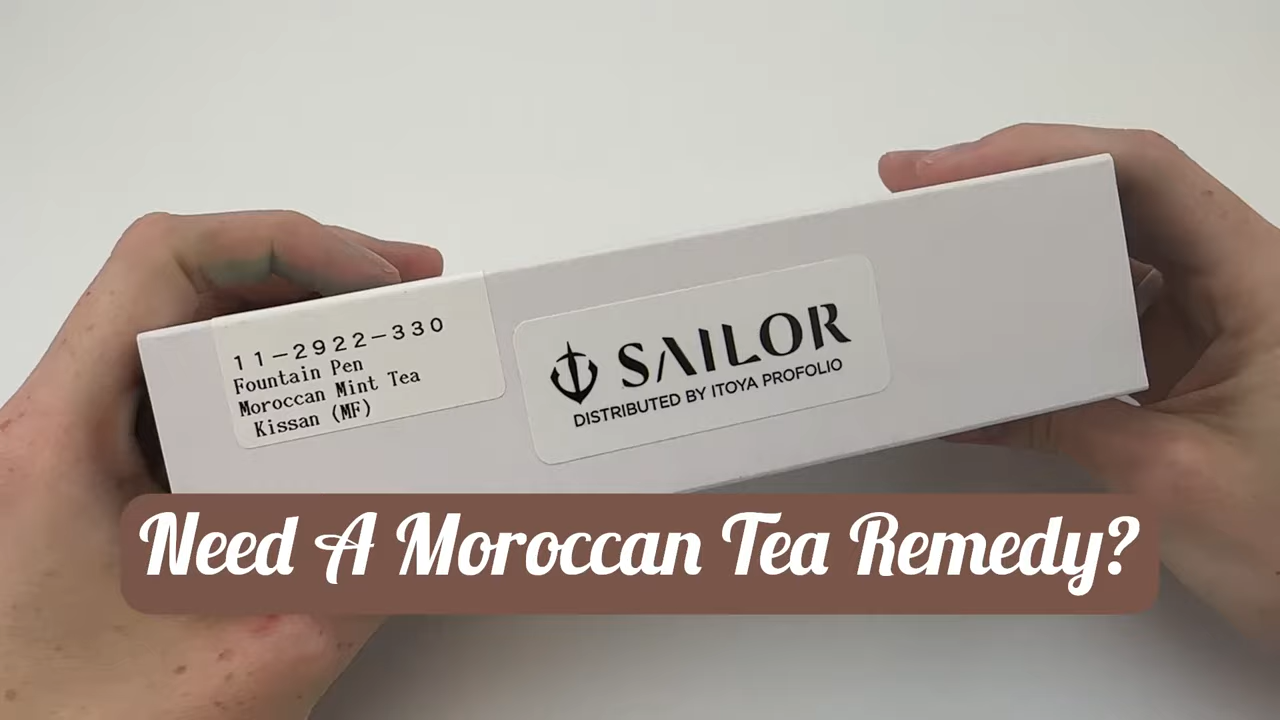 11-2922-330
Fountain Pen
Moroccan Mint Tea
Kissan (MF)
SAILOR
DISTRIBUTED BY ITOYA PROFOLIO
Need A Moroccan Tea Remedy?